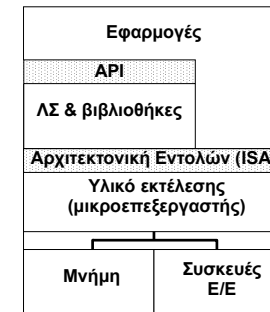 Εφαρμογές
API
ΛΣ & βιβλιοθήκες
Αρχιτεκτονική Εντολών (ISA
Υλικό εκτέλεσης
(μικροεπεξεργαστής)
Μνήμη
Συσκευές
Ε/Ε